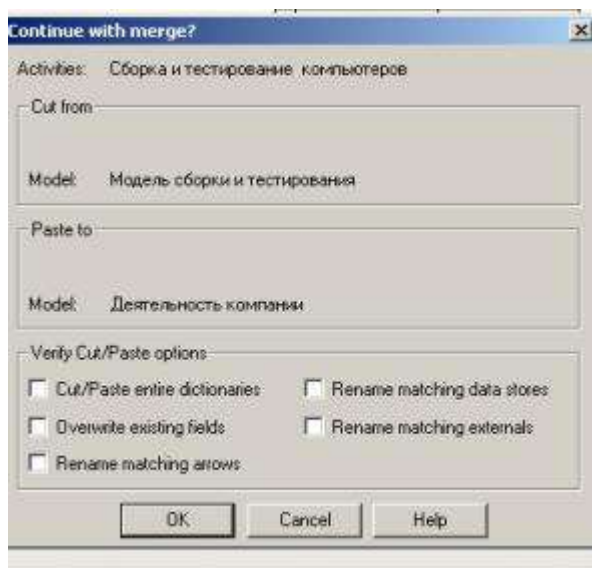 Continue with merge?
Activities: Сборка и тестирование компьютеров
Cut from
Model: Модель сборки и тестирования
Paste to
Model: Деятельность компании
Verify Cut/Paste options
Cut/Paste entire dictionaries Rename matching data stores
Overwrite existing fields Rename matching externals
Rename matching arrows
OK Cancel Help